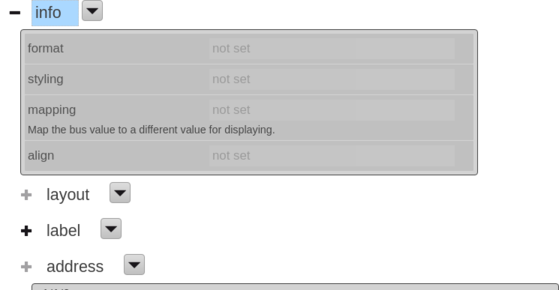 info
format not set
styling not set
mapping not set
Map the bus value to a different value for displaying.
align not set
layout
label
address